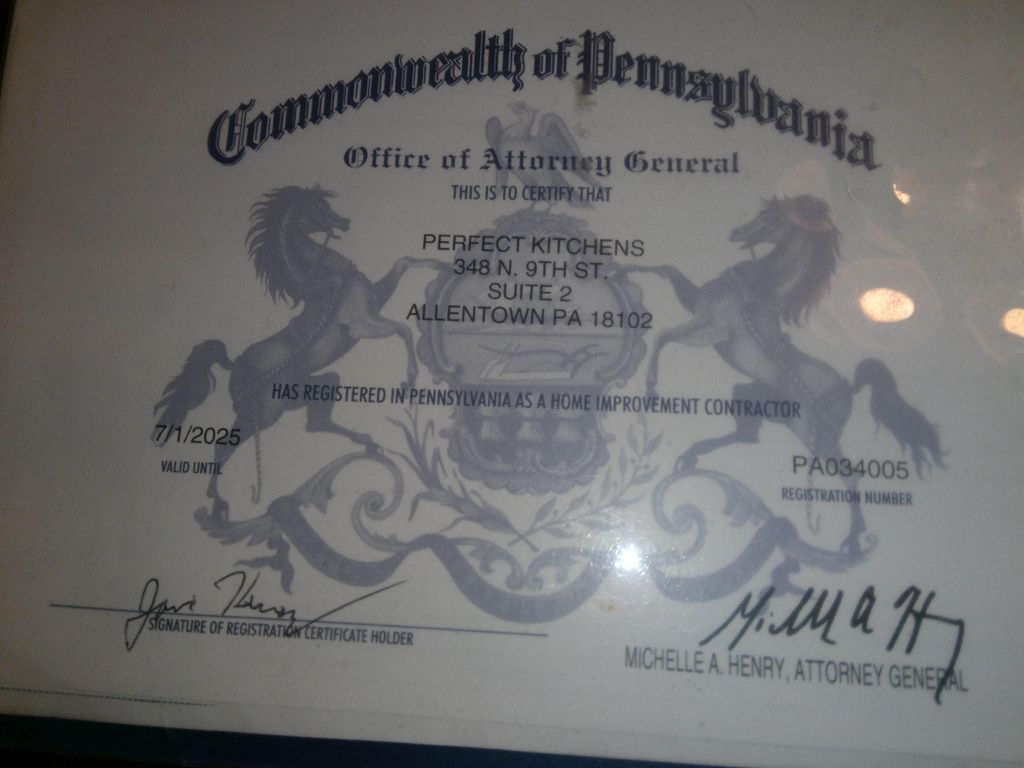 Commonwealth of Pennsylvania
Office of Attorney General
THIS IS TO CERTIFY THAT
PERFECT KITCHENS
348 N. 9TH ST.
SUITE 2
ALLENTOWN PA 18102
HAS REGISTERED IN PENNSYLVANIA AS A HOME IMPROVEMENT CONTRACTOR
7/1/2025
VALID UNTIL
PA034005
REGISTRATION NUMBER
SIGNATURE OF REGISTRATION CERTIFICATE HOLDER
MICHELLE A. HENRY, ATTORNEY GENERAL